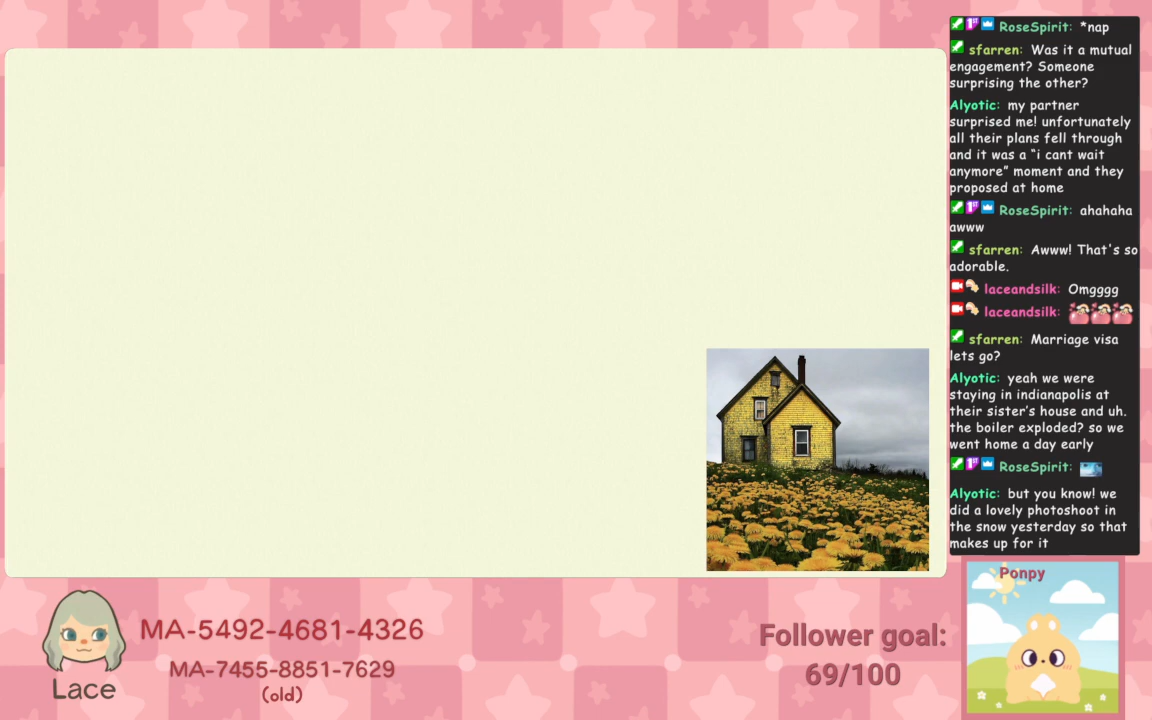 RoseSpirit: *nap
sfarren: Was it a mutual
engagement? Someone
surprising the other?
Alyotic: my partner
surprised me! unfortunately
all their plans fell through
and it was a “i cant wait
anymore” moment and they
proposed at home
RoseSpirit: ahahaha
awww
sfarren: Awww! That's so
adorable.
laceandsilk: Omgggg
laceandsilk:
sfarren: Marriage visa
lets go?
Alyotic: yeah we were
staying in indianapolis at
their sister’s house and uh.
the boiler exploded? so we
went home a day early
RoseSpirit:
Alyotic: but you know! we
did a lovely photoshoot in
the snow yesterday so that
makes up for it
Ponpy
MA-5492-4681-4326
MA-7455-8851-7629
(old)
Lace
Follower goal:
69/100